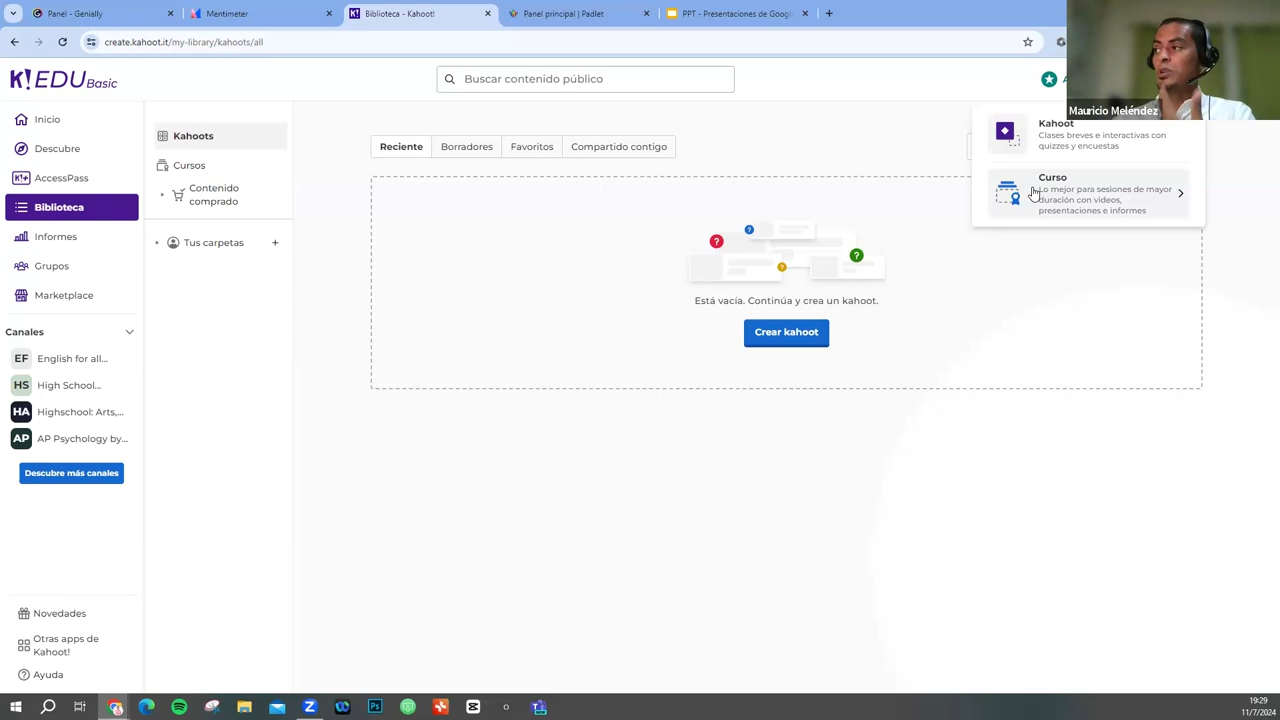 Panel - Genially
Mentimeter
Biblioteca - Kahoot!
Panel principal | Padlet
PPT - Presentaciones de Google
create.kahoot.it/my-library/kahoots/all
K!EDU Basic
Buscar contenido público
Mauricio Meléndez
Inicio
Descubre
AccessPass
Biblioteca
Informes
Grupos
Marketplace
Canales
EF English for all...
HS High School...
HA Highschool: Arts,...
AP AP Psychology by...
Descubre más canales
Novedades
Otras apps de
Kahoot!
Ayuda
Kahoots
Cursos
Contenido
comprado
Tus carpetas
Reciente
Borradores
Favoritos
Compartido contigo
Está vacía. Continúa y crea un kahoot.
Crear kahoot
Kahoot
Clases breves e interactivas con
quizzes y encuestas
Curso
Lo mejor para sesiones de mayor
duración con videos,
presentaciones e informes
19:29
11/7/2024